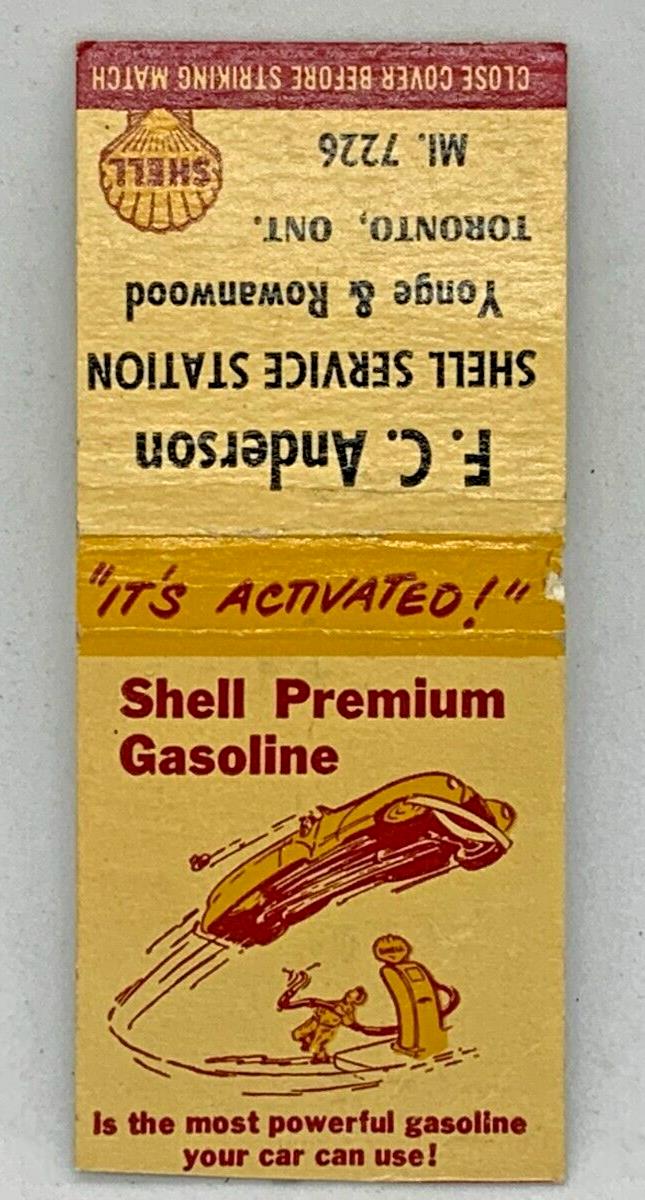 CLOSE COVER BEFORE STRIKING MATCH
F. C. Anderson
SHELL SERVICE STATION
Yonge & Rowanwood
TORONTO, ONT.
MI. 7226
SHELL
"IT'S ACTIVATED!"
Shell Premium
Gasoline
SHELL
Is the most powerful gasoline
your car can use!